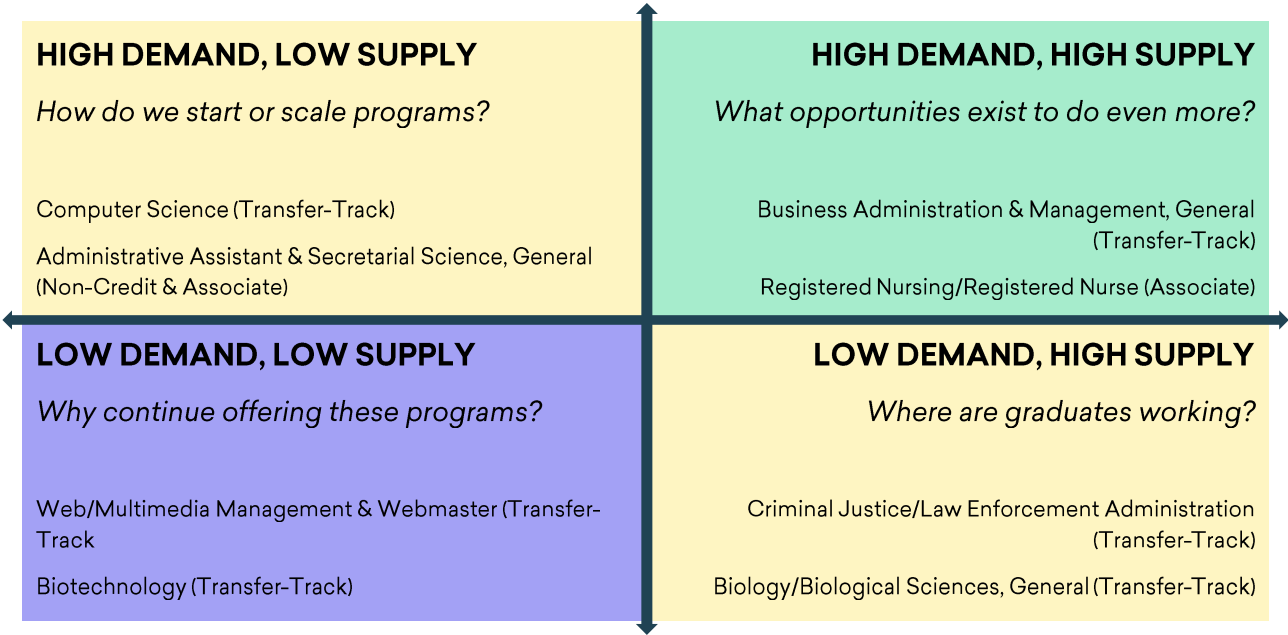 HIGH DEMAND, LOW SUPPLY
How do we start or scale programs?
Computer Science (Transfer-Track)
Administrative Assistant & Secretarial Science, General
(Non-Credit & Associate)
HIGH DEMAND, HIGH SUPPLY
What opportunities exist to do even more?
Business Administration & Management, General
(Transfer-Track)
Registered Nursing/Registered Nurse (Associate)
LOW DEMAND, LOW SUPPLY
Why continue offering these programs?
Web/Multimedia Management & Webmaster (Transfer-
Track
Biotechnology (Transfer-Track)
LOW DEMAND, HIGH SUPPLY
Where are graduates working?
Criminal Justice/Law Enforcement Administration
(Transfer-Track)
Biology/Biological Sciences, General (Transfer-Track)